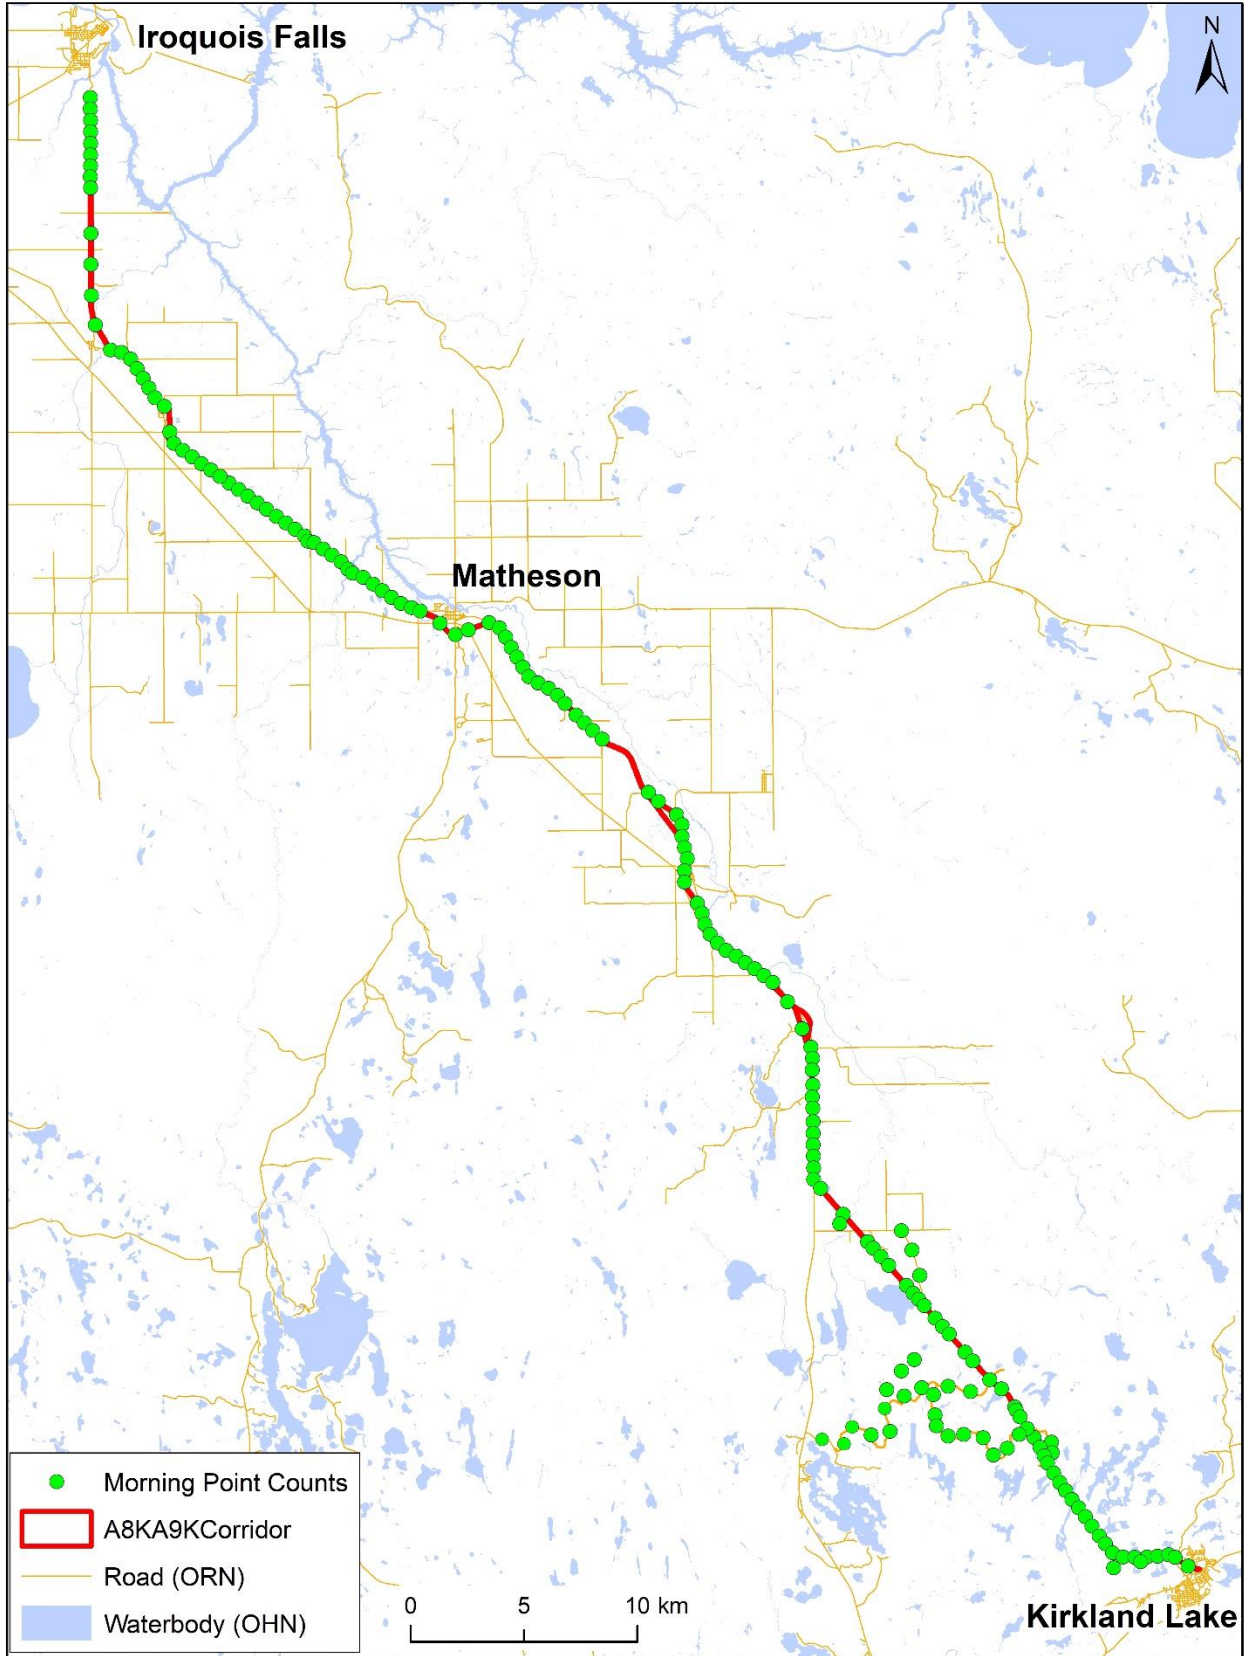 Iroquois Falls
N
Matheson
Morning Point Counts
A8KA9KCorridor
Road (ORN)
Waterbody (OHN)
0 5 10 km
Kirkland Lake